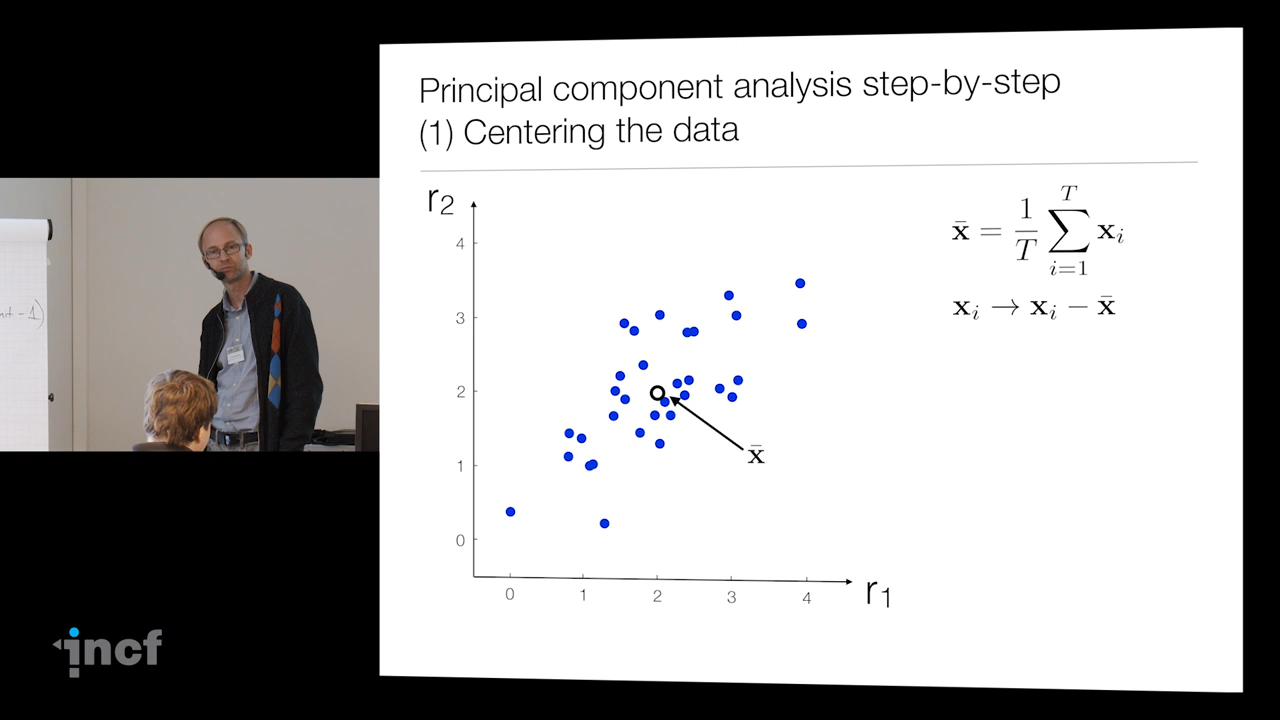 Principal component analysis step-by-step
(1) Centering the data
r₂
4
3
2
1
0
0 1 2 3 4
r₁
x̄
x̄ = 1/T ∑_{i=1}^{T} x_i
x_i → x_i − x̄
- 1)
incf